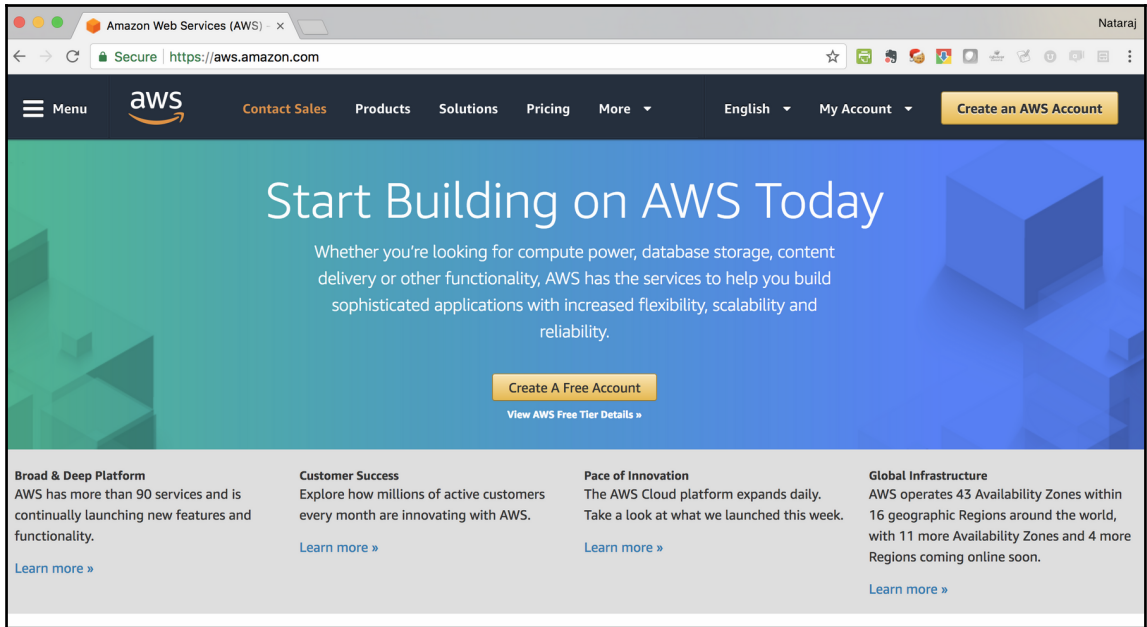 Amazon Web Services (AWS) -
Nataraj
Secure https://aws.amazon.com
Menu
aws
Contact Sales
Products
Solutions
Pricing
More
English
My Account
Create an AWS Account
Start Building on AWS Today
Whether you're looking for compute power, database storage, content
delivery or other functionality, AWS has the services to help you build
sophisticated applications with increased flexibility, scalability and
reliability.
Create A Free Account
View AWS Free Tier Details »
Broad & Deep Platform
AWS has more than 90 services and is
continually launching new features and
functionality.
Learn more »
Customer Success
Explore how millions of active customers
every month are innovating with AWS.
Learn more »
Pace of Innovation
The AWS Cloud platform expands daily.
Take a look at what we launched this week.
Learn more »
Global Infrastructure
AWS operates 43 Availability Zones within
16 geographic Regions around the world,
with 11 more Availability Zones and 4 more
Regions coming online soon.
Learn more »